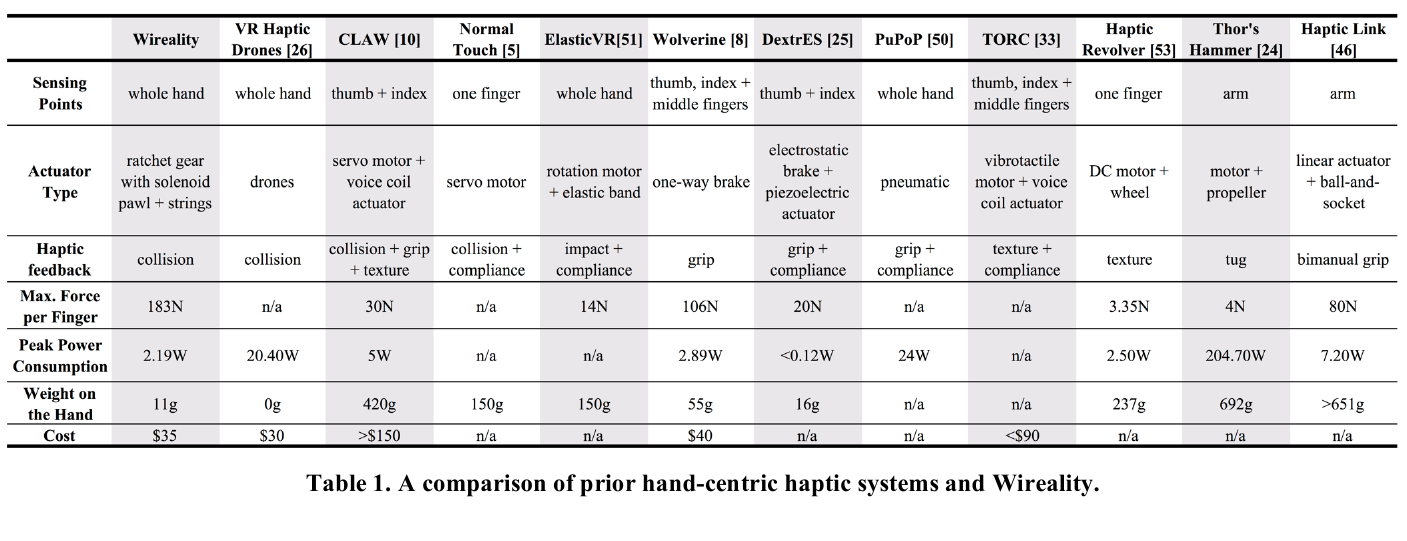 Wireality VR Haptic Drones [26] CLAW [10] Normal Touch [5] ElasticVR[51] Wolverine [8] DextrES [25] PuPoP [50] TORC [33] Haptic Revolver [53] Thor's Hammer [24] Haptic Link [46]
Sensing Points whole hand whole hand thumb + index one finger whole hand thumb, index + middle fingers thumb + index whole hand thumb, index + middle fingers one finger arm arm
Actuator Type ratchet gear with solenoid pawl + strings drones servo motor + voice coil actuator servo motor rotation motor + elastic band one-way brake electrostatic brake + piezoelectric actuator pneumatic vibrotactile motor + voice coil actuator DC motor + wheel motor + propeller linear actuator + ball-and-socket
Haptic feedback collision collision collision + grip + texture collision + compliance impact + compliance grip grip + compliance grip + compliance texture + compliance texture tug bimanual grip
Max. Force per Finger 183N n/a 30N n/a 14N 106N 20N n/a n/a 3.35N 4N 80N
Peak Power Consumption 2.19W 20.40W 5W n/a n/a 2.89W <0.12W 24W n/a 2.50W 204.70W 7.20W
Weight on the Hand 11g 0g 420g 150g 150g 55g 16g n/a n/a 237g 692g >651g
Cost $35 $30 >$150 n/a n/a $40 n/a n/a <$90 n/a n/a n/a
Table 1. A comparison of prior hand-centric haptic systems and Wireality.